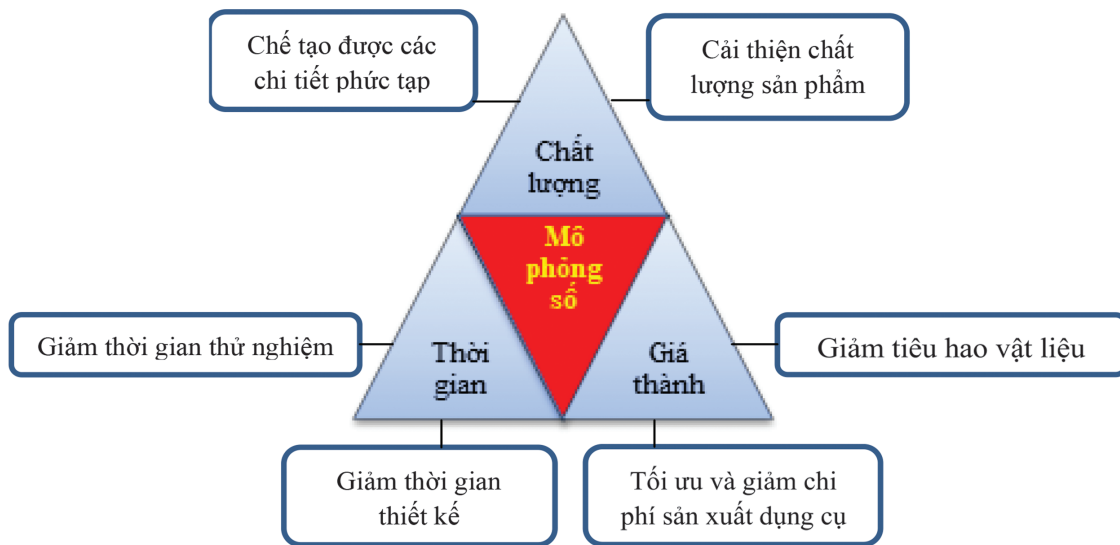 Chế tạo được các
chi tiết phức tạp
Cải thiện chất
lượng sản phẩm
Chất
lượng
Mô
phỏng
số
Giảm thời gian thử nghiệm
Thời
gian
Giá
thành
Giảm tiêu hao vật liệu
Giảm thời gian
thiết kế
Tối ưu và giảm chi
phí sản xuất dụng cụ